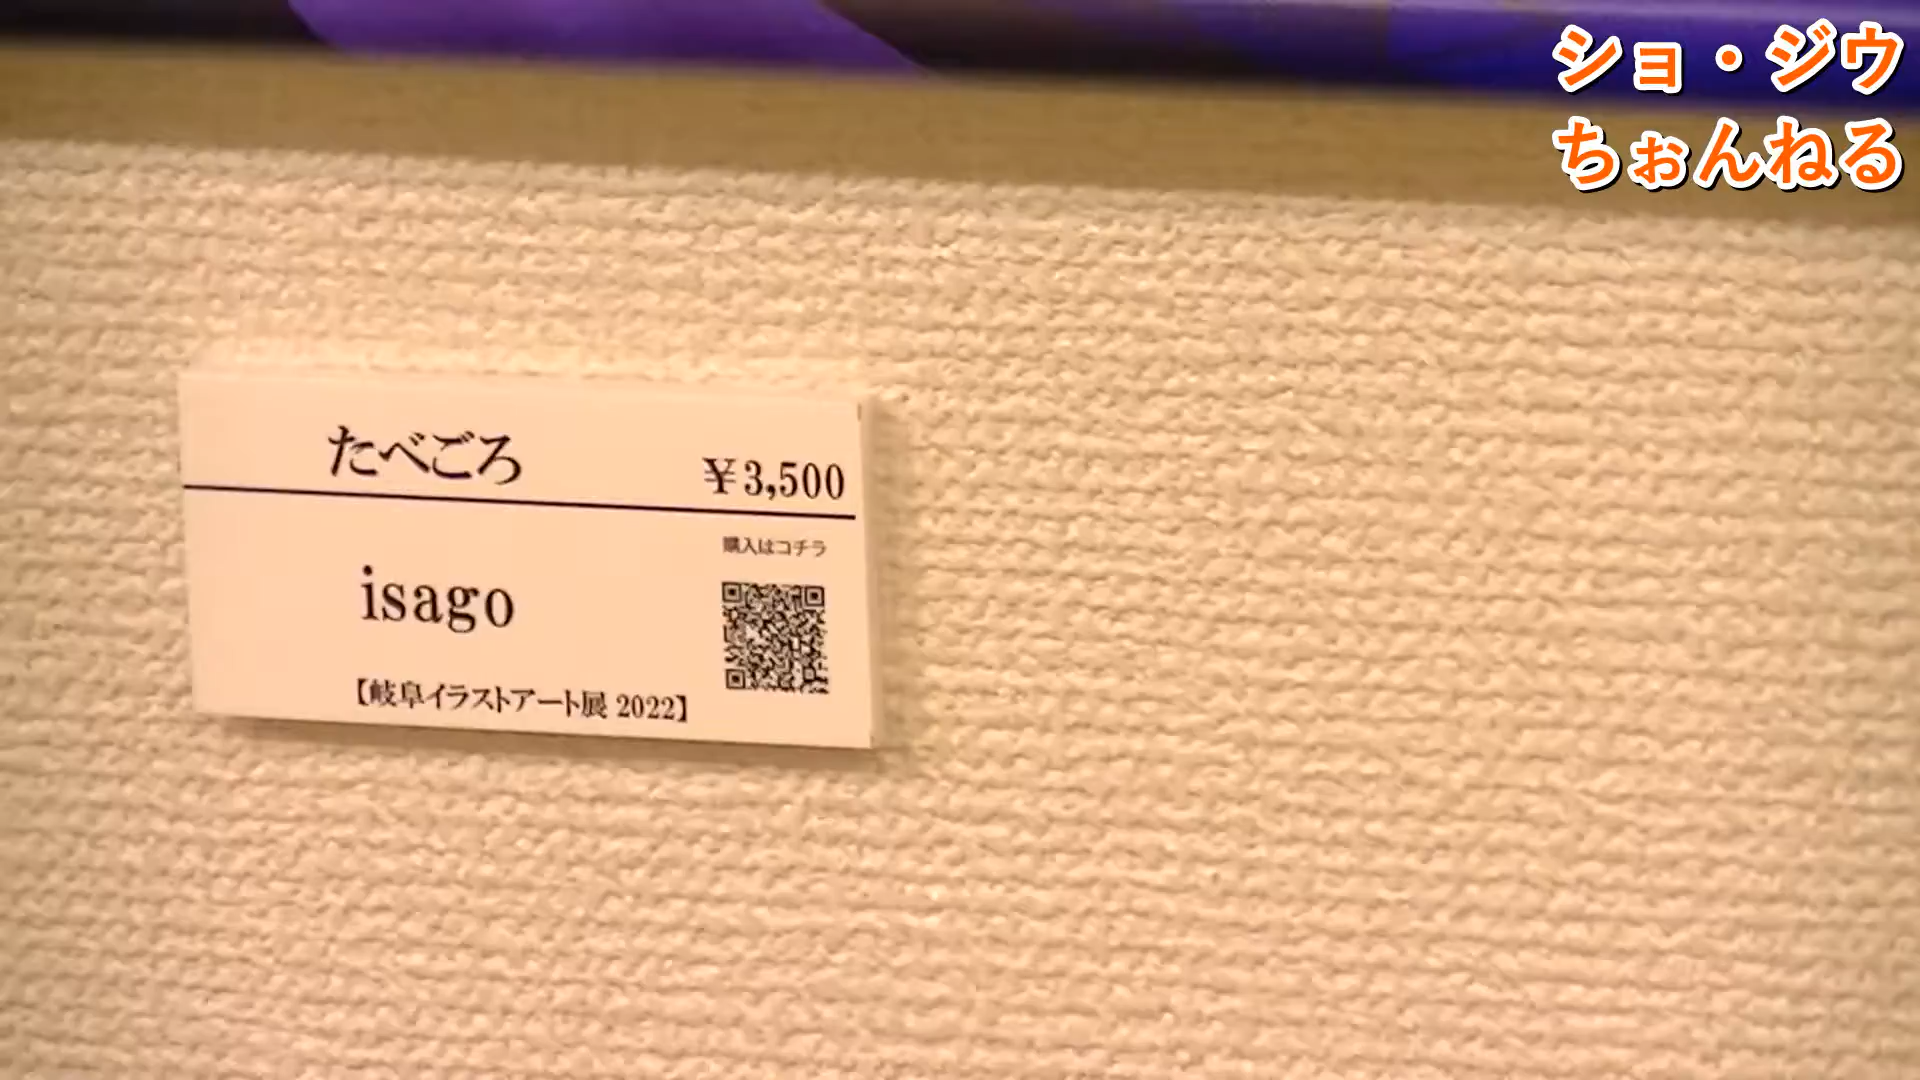 ショ・ジウ
ちぉんねる
たべごろ
¥3,500
購入はコチラ
isago
【岐阜イラストアート展 2022】